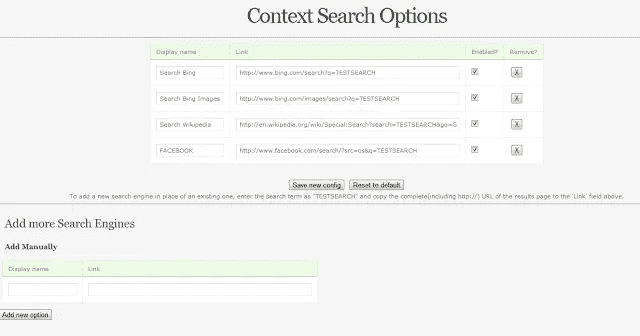 Context Search Options
Display name Link Enabled? Remove?
Search Bing http://www.bing.com/search?q=TESTSEARCH X
Search Bing Images http://www.bing.com/images/search?q=TESTSEARCH X
Search Wikipedia http://en.wikipedia.org/wiki/Special:Search?search=TESTSEARCH&go=G X
FACEBOOK http://www.facebook.com/search/?src=os&q=TESTSEARCH X
Save new config Reset to default
To add a new search engine in place of an existing one, enter the search term as "TESTSEARCH" and copy the complete(including http://) URL of the results page to the 'Link' field above.
Add more Search Engines
Add Manually
Display name Link
Add new option